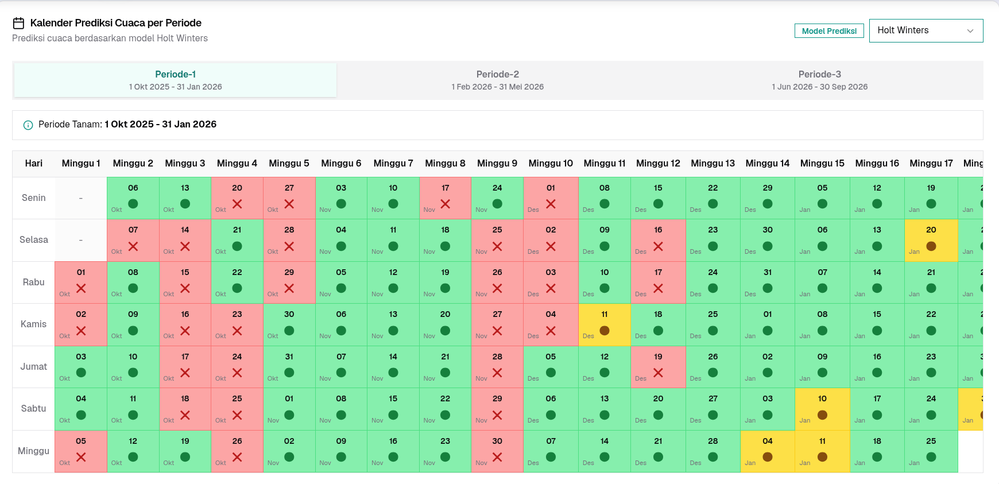 Kalender Prediksi Cuaca per Periode
Prediksi cuaca berdasarkan model Holt Winters
Model Prediksi
Holt Winters
Periode-1
1 Okt 2025 - 31 Jan 2026
Periode-2
1 Feb 2026 - 31 Mei 2026
Periode-3
1 Jun 2026 - 30 Sep 2026
Periode Tanam: 1 Okt 2025 - 31 Jan 2026
Hari Minggu 1 Minggu 2 Minggu 3 Minggu 4 Minggu 5 Minggu 6 Minggu 7 Minggu 8 Minggu 9 Minggu 10 Minggu 11 Minggu 12 Minggu 13 Minggu 14 Minggu 15 Minggu 16 Minggu 17
Senin - 06 Okt 13 Okt 20 Okt 27 Okt 03 Nov 10 Nov 17 Nov 24 Nov 01 Des 08 Des 15 Des 22 Des 29 Des 05 Jan 12 Jan 19 Jan Jan
Selasa - 07 Okt 14 Okt 21 Okt 28 Okt 04 Nov 11 Nov 18 Nov 25 Nov 02 Des 09 Des 16 Des 23 Des 30 Des 06 Jan 13 Jan 20 Jan Jan
Rabu 01 Okt 08 Okt 15 Okt 22 Okt 29 Okt 05 Nov 12 Nov 19 Nov 26 Nov 03 Des 10 Des 17 Des 24 Des 31 Des 07 Jan 14 Jan 21 Jan Jan
Kamis 02 Okt 09 Okt 16 Okt 23 Okt 30 Okt 06 Nov 13 Nov 20 Nov 27 Nov 04 Des 11 Des 18 Des 25 Des 01 Jan 08 Jan 15 Jan 22 Jan Jan
Jumat 03 Okt 10 Okt 17 Okt 24 Okt 31 Okt 07 Nov 14 Nov 21 Nov 28 Nov 05 Des 12 Des 19 Des 26 Des 02 Jan 09 Jan 16 Jan 23 Jan Jan
Sabtu 04 Okt 11 Okt 18 Okt 25 Okt 01 Nov 08 Nov 15 Nov 22 Nov 29 Nov 06 Des 13 Des 20 Des 27 Des 03 Jan 10 Jan 17 Jan 24 Jan Jan
Minggu 05 Okt 12 Okt 19 Okt 26 Okt 02 Nov 09 Nov 16 Nov 23 Nov 30 Nov 07 Des 14 Des 21 Des 28 Des 04 Jan 11 Jan 18 Jan 25 Jan